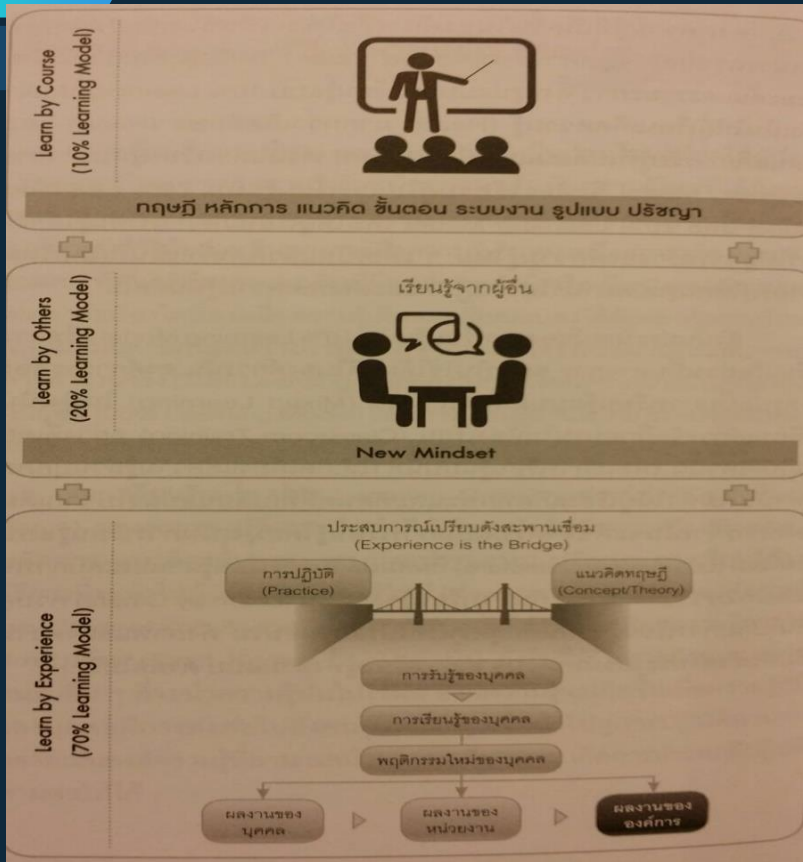 Learn by Course
(10% Learning Model)
ทฤษฎี หลักการ แนวคิด ขั้นตอน ระบบงาน รูปแบบ ปรัชญา
Learn by Others
(20% Learning Model)
เรียนรู้จากผู้อื่น
New Mindset
Learn by Experience
(70% Learning Model)
ประสบการณ์เปรียบดังสะพานเชื่อม
(Experience is the Bridge)
การปฏิบัติ
(Practice)
แนวคิดทฤษฎี
(Concept/Theory)
การรับรู้ของบุคคล
การเรียนรู้ของบุคคล
พฤติกรรมใหม่ของบุคคล
ผลงานของ
บุคคล
ผลงานของ
หน่วยงาน
ผลงานของ
องค์การ